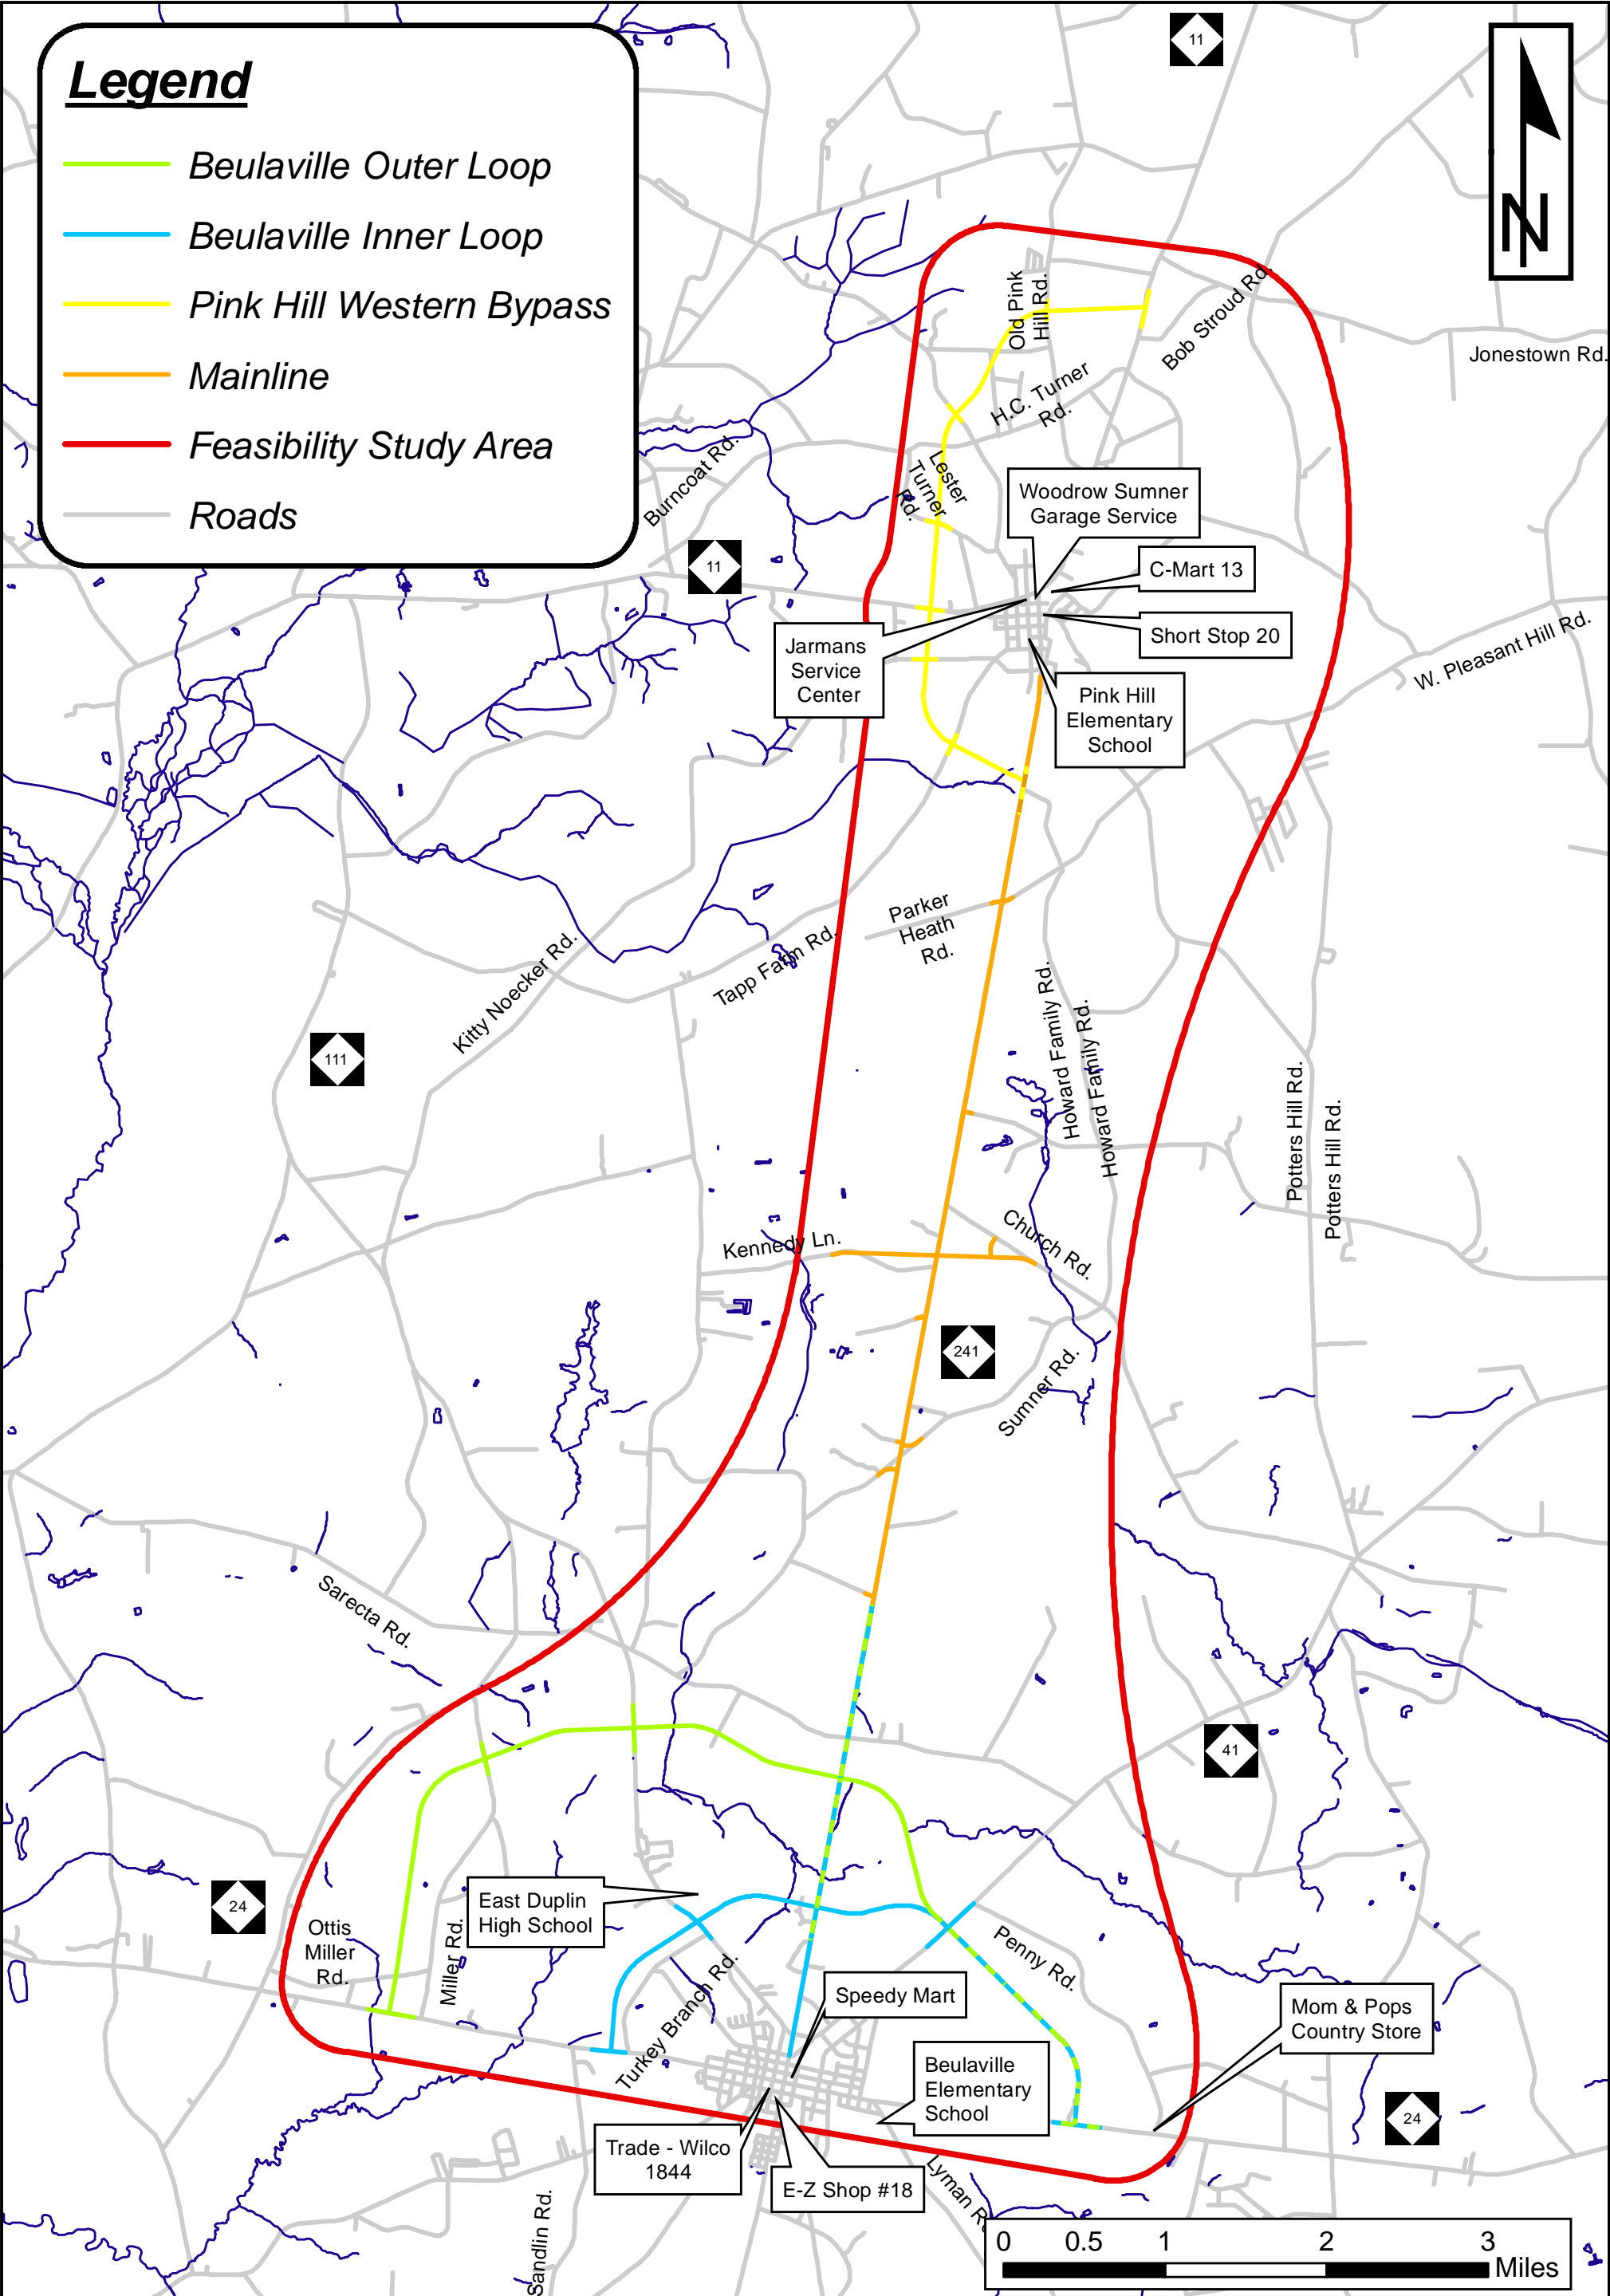 11
Legend
Beulaville Outer Loop
Beulaville Inner Loop
Pink Hill Western Bypass
Mainline
Feasibility Study Area
Roads
N
Old Pink
Hill Rd.
Bob Stroud Rd.
Jonestown Rd.
H.C. Turner
Rd.
Burncoat Rd.
Lester
Turner
Rd.
Woodrow Sumner
Garage Service
11
C-Mart 13
Short Stop 20
Jarmans
Service
Center
W. Pleasant Hill Rd.
Pink Hill
Elementary
School
Parker
Heath
Rd.
Tapp Farm Rd.
Kitty Noecker Rd.
111
Howard Family Rd.
Howard Family Rd.
Potters Hill Rd.
Potters Hill Rd.
Kennedy Ln.
Church Rd.
241
Sumner Rd.
Sarecta Rd.
41
24
East Duplin
High School
Ottis
Miller
Rd.
Miller Rd.
Penny Rd.
Turkey Branch Rd.
Speedy Mart
Mom & Pops
Country Store
Beulaville
Elementary
School
24
Trade - Wilco
1844
E-Z Shop #18
Lyman Rd.
Sandlin Rd.
0 0.5 1 2 3
Miles